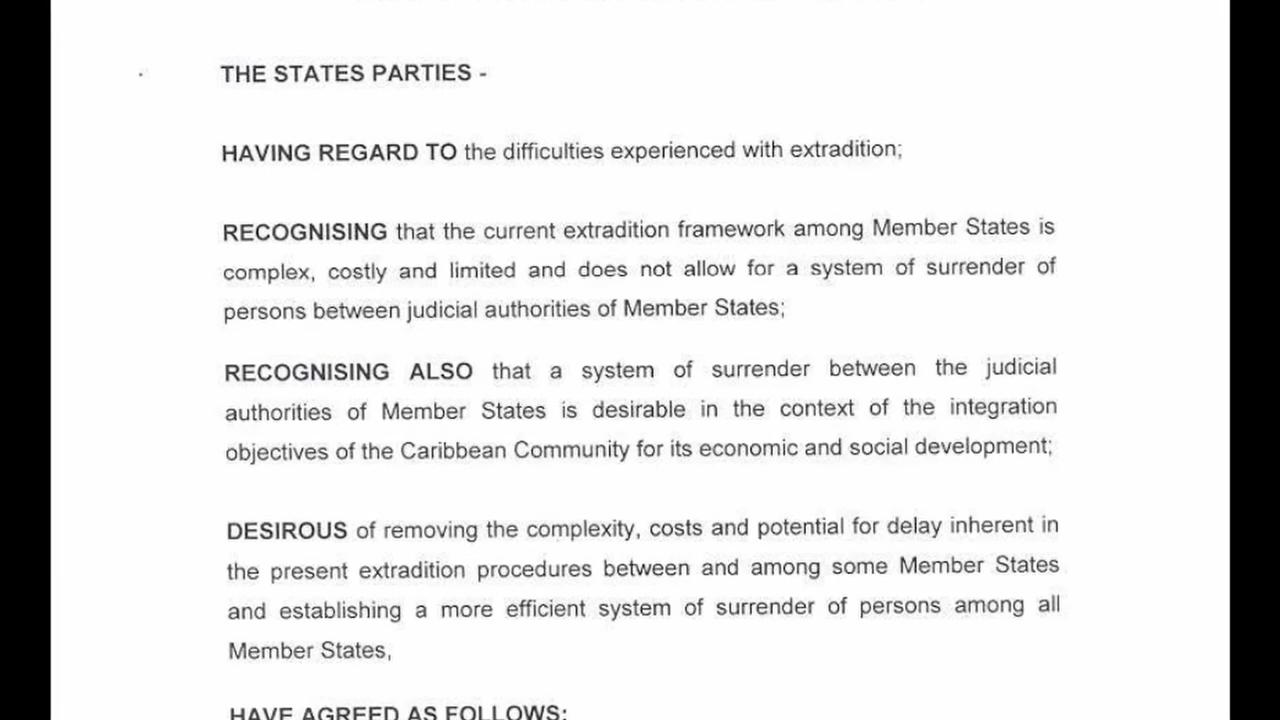 THE STATES PARTIES -
HAVING REGARD TO the difficulties experienced with extradition;
RECOGNISING that the current extradition framework among Member States is
complex, costly and limited and does not allow for a system of surrender of
persons between judicial authorities of Member States;
RECOGNISING ALSO that a system of surrender between the judicial
authorities of Member States is desirable in the context of the integration
objectives of the Caribbean Community for its economic and social development;
DESIROUS of removing the complexity, costs and potential for delay inherent in
the present extradition procedures between and among some Member States
and establishing a more efficient system of surrender of persons among all
Member States,
HAVE AGREED AS FOLLOWS: